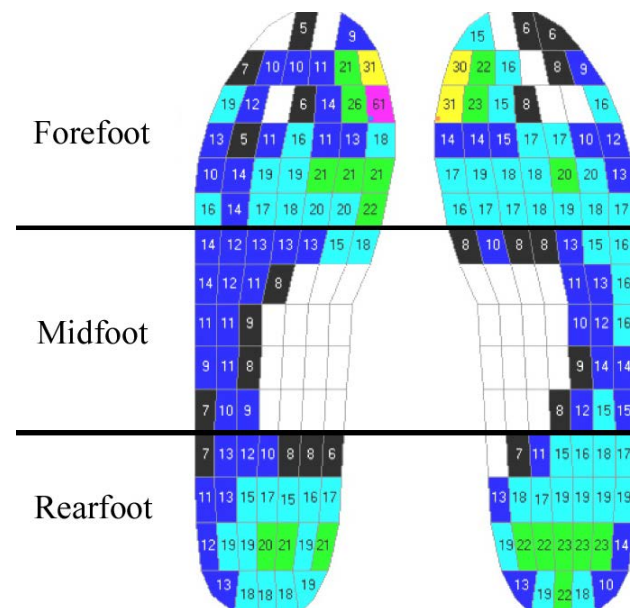 5 9 6 6 15
7 10 10 11 21 31 30 22 16 8 9
19 12 6 14 26 61 31 23 15 8 16
Forefoot
13 5 11 16 11 13 18 14 14 15 17 17 10 12
10 14 19 19 21 21 21 17 19 18 18 20 20 13
16 14 17 18 20 20 22 16 17 17 18 19 18 17
14 12 13 13 13 15 18 8 10 8 8 13 15 16
14 12 11 8 11 13 16
11 11 9 10 12 16
Midfoot
9 11 8 9 14 14
7 10 9 8 12 15 15
7 13 12 10 8 8 6 7 11 15 16 18 17
11 13 15 17 15 16 17 13 18 17 19 19 19 19
Rearfoot
12 19 19 20 21 19 21 19 22 22 23 23 23 14
13 18 18 18 19 13 19 22 18 10